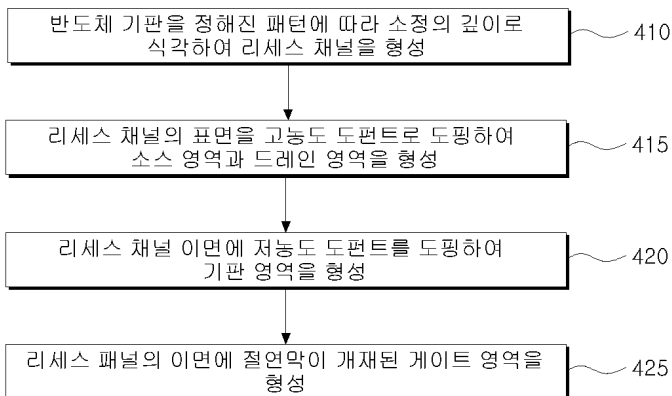 반도체 기판을 정해진 패턴에 따라 소정의 깊이로
식각하여 리세스 채널을 형성
410
리세스 채널의 표면을 고농도 도펀트로 도핑하여
소스 영역과 드레인 영역을 형성
415
리세스 채널 이면에 저농도 도펀트를 도핑하여
기판 영역을 형성
420
리세스 패널의 이면에 절연막이 개재된 게이트 영역을
형성
425